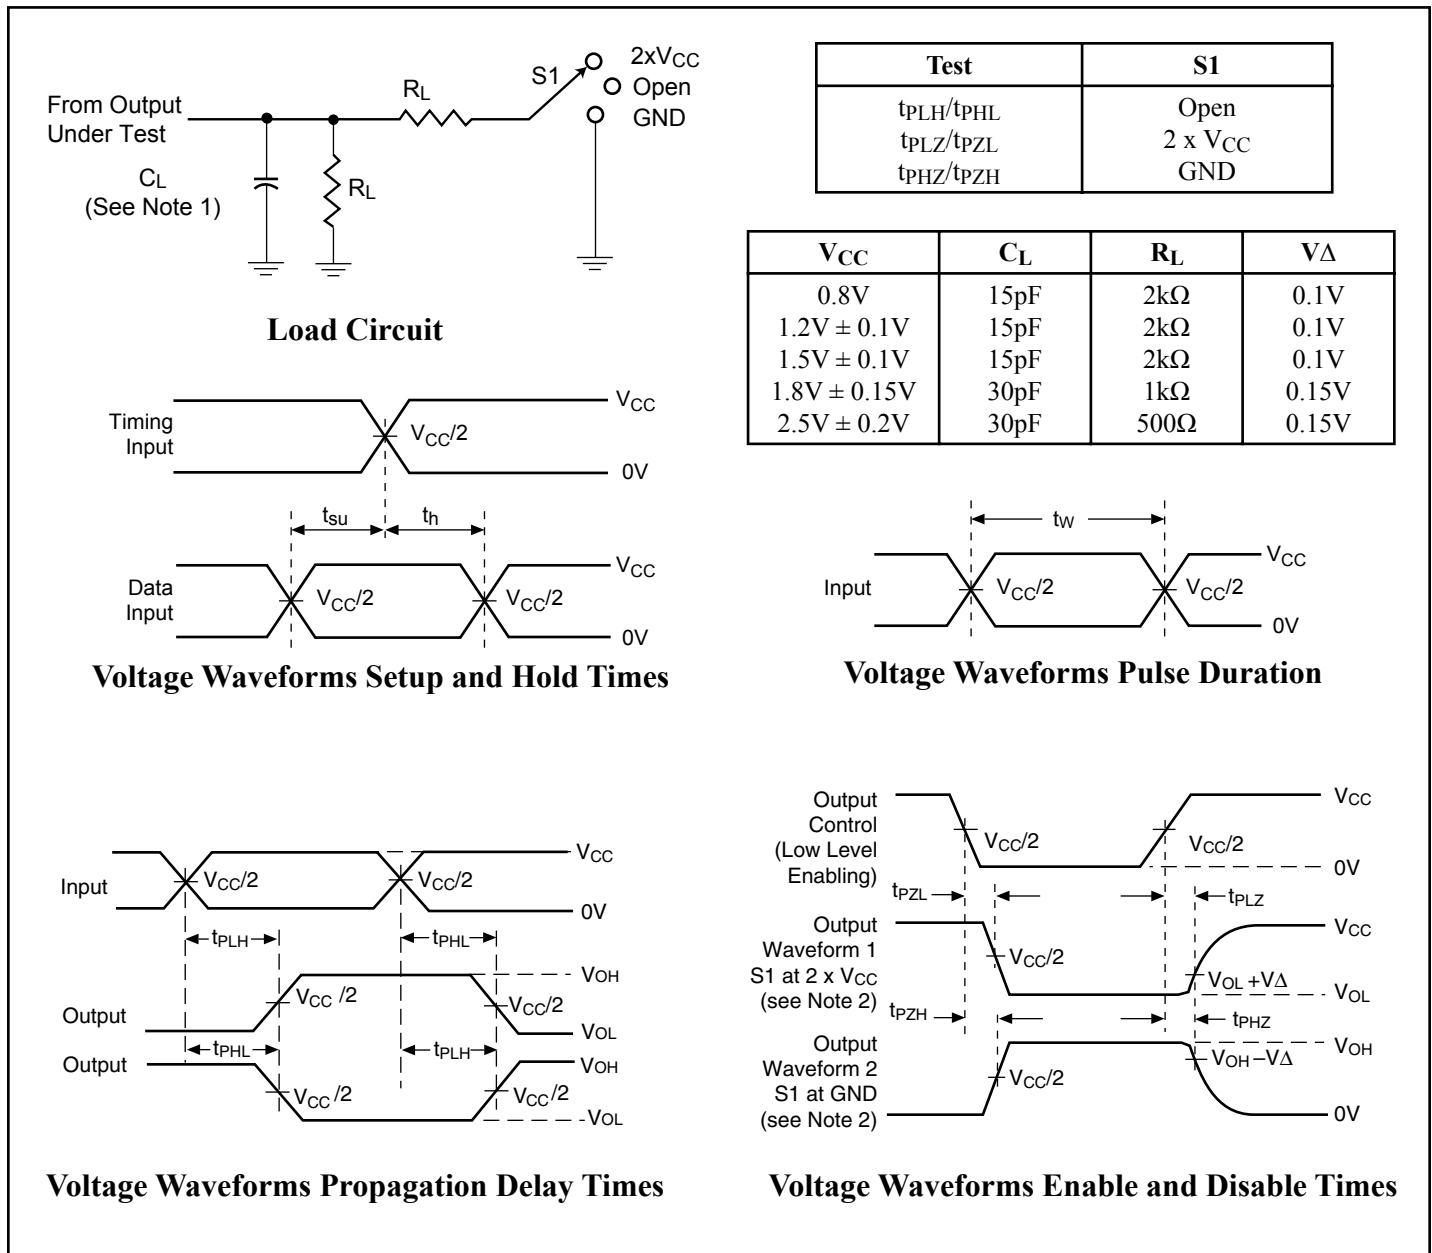 2xVCC
S1
Open
RL
GND
From Output
Under Test
CL
(See Note 1)
RL
Load Circuit
Test S1
tPLH/tPHL Open
tPLZ/tPZL 2 x VCC
tPHZ/tPZH GND
VCC CL RL VΔ
0.8V 15pF 2kΩ 0.1V
1.2V ± 0.1V 15pF 2kΩ 0.1V
1.5V ± 0.1V 15pF 2kΩ 0.1V
1.8V ± 0.15V 30pF 1kΩ 0.15V
2.5V ± 0.2V 30pF 500Ω 0.15V
Timing
Input
VCC
VCC/2
0V
tsu
th
Data
Input
VCC
VCC/2
VCC/2
0V
Voltage Waveforms Setup and Hold Times
tW
Input
VCC
VCC/2
VCC/2
0V
Voltage Waveforms Pulse Duration
Input
VCC
VCC/2
VCC/2
0V
tPLH
tPHL
VOH
VCC /2
VCC/2
Output
VOL
tPHL
tPLH
Output
VOH
VCC /2
VCC/2
VOL
Voltage Waveforms Propagation Delay Times
Output
Control
(Low Level
Enabling)
VCC
VCC/2
VCC/2
0V
tPZL
tPLZ
Output
Waveform 1
S1 at 2 x VCC
(see Note 2)
VCC
VCC/2
VOL +VΔ
VOL
tPZH
tPHZ
Output
Waveform 2
S1 at GND
(see Note 2)
VOH
VOH –VΔ
VCC/2
0V
Voltage Waveforms Enable and Disable Times